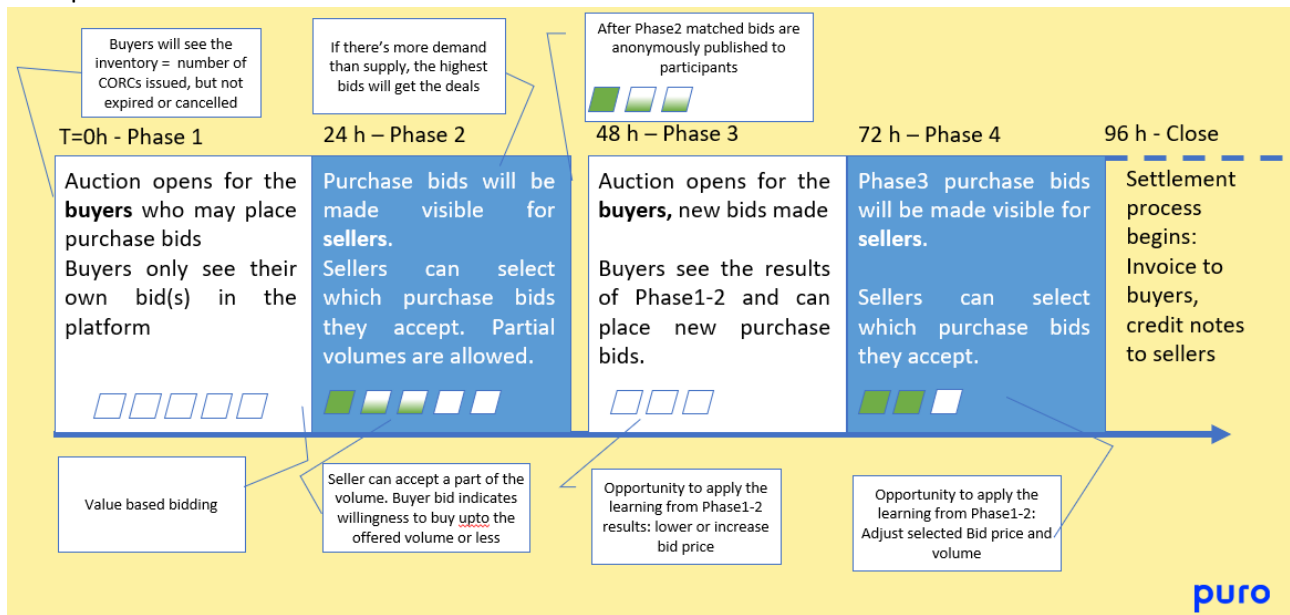 Buyers will see the
inventory = number of
CORCs issued, but not
expired or cancelled
If there's more demand
than supply, the highest
bids will get the deals
After Phase2 matched bids are
anonymously published to
participants
T=0h - Phase 1
24 h – Phase 2
48 h – Phase 3
72 h – Phase 4
96 h - Close
Auction opens for the
buyers who may place
purchase bids
Buyers only see their
own bid(s) in the
platform
Purchase bids will be
made visible for
sellers.
Sellers can select
which purchase bids
they accept. Partial
volumes are allowed.
Auction opens for the
buyers, new bids made
Buyers see the results
of Phase1-2 and can
place new purchase
bids.
Phase3 purchase bids
will be made visible for
sellers.
Sellers can select
which purchase bids
they accept.
Settlement
process
begins:
Invoice to
buyers,
credit notes
to sellers
Value based bidding
Seller can accept a part of the
volume. Buyer bid indicates
willingness to buy upto the
offered volume or less
Opportunity to apply the
learning from Phase1-2
results: lower or increase
bid price
Opportunity to apply the
learning from Phase1-2:
Adjust selected Bid price and
volume
puro